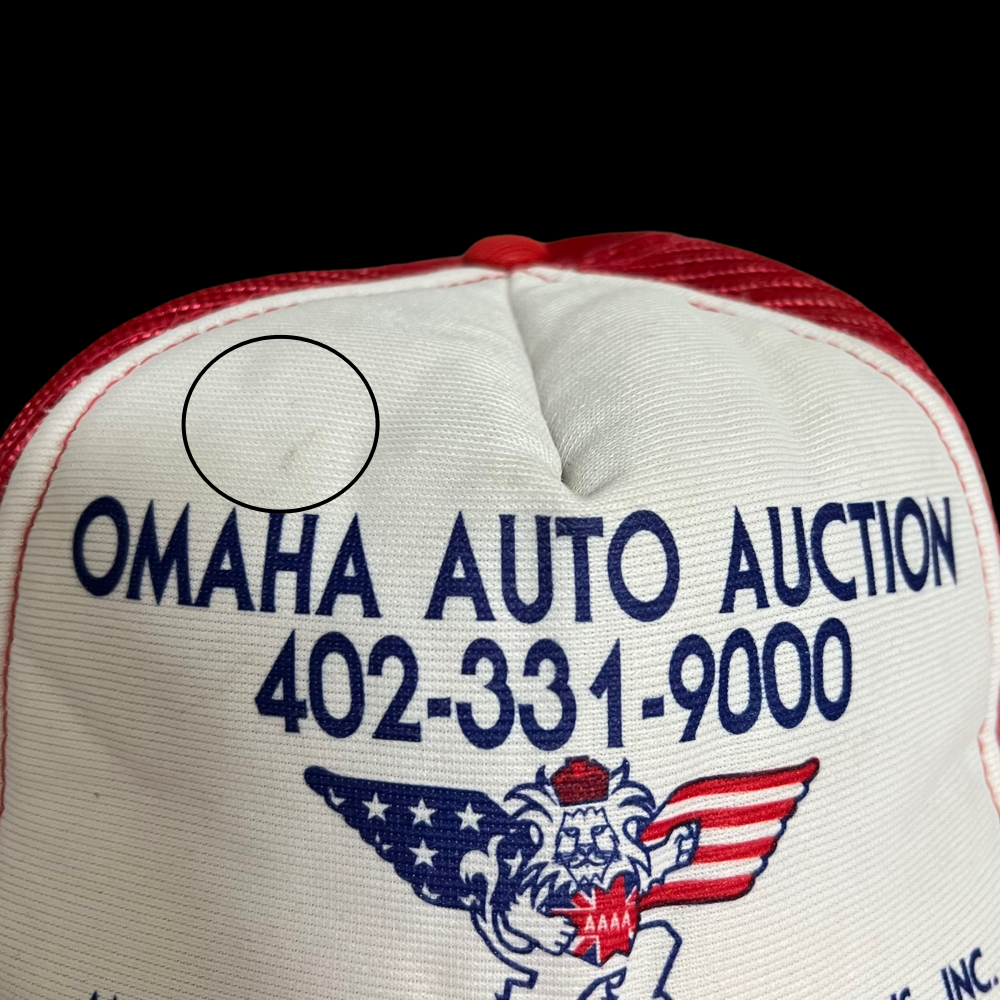 OMAHA AUTO AUCTION
402-331-9000
AAAA
INC.